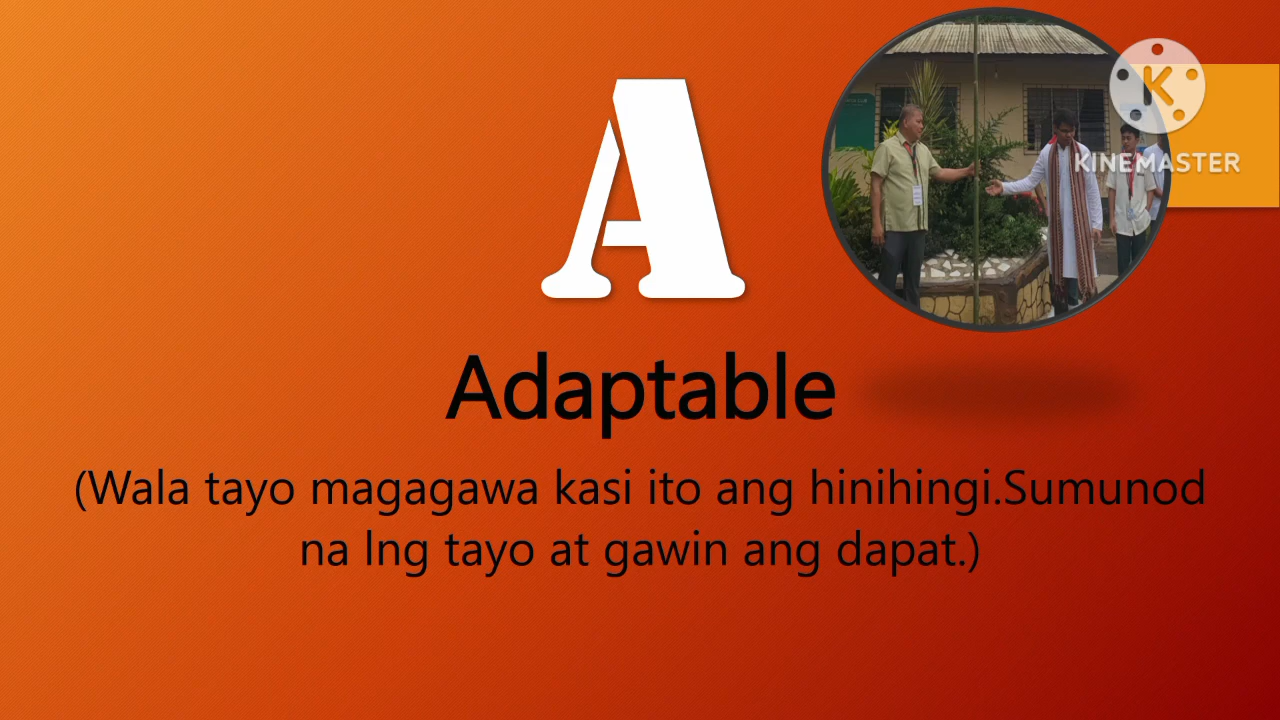 A
K
KINEMASTER
Adaptable
(Wala tayo magagawa kasi ito ang hinihingi.Sumunod
na lng tayo at gawin ang dapat.)